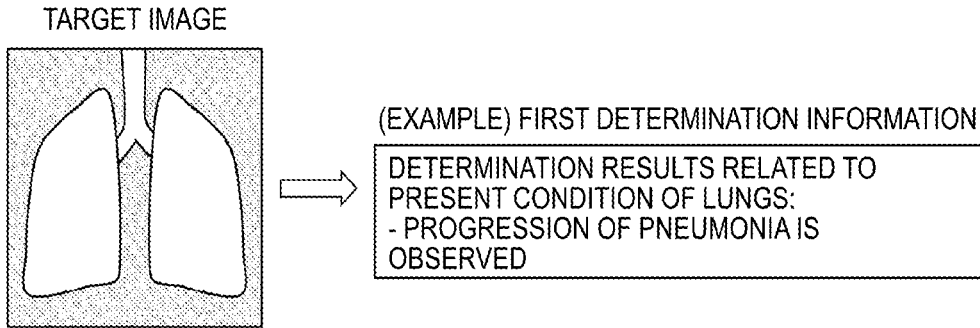 TARGET IMAGE
(EXAMPLE) FIRST DETERMINATION INFORMATION
DETERMINATION RESULTS RELATED TO
PRESENT CONDITION OF LUNGS:
- PROGRESSION OF PNEUMONIA IS
OBSERVED